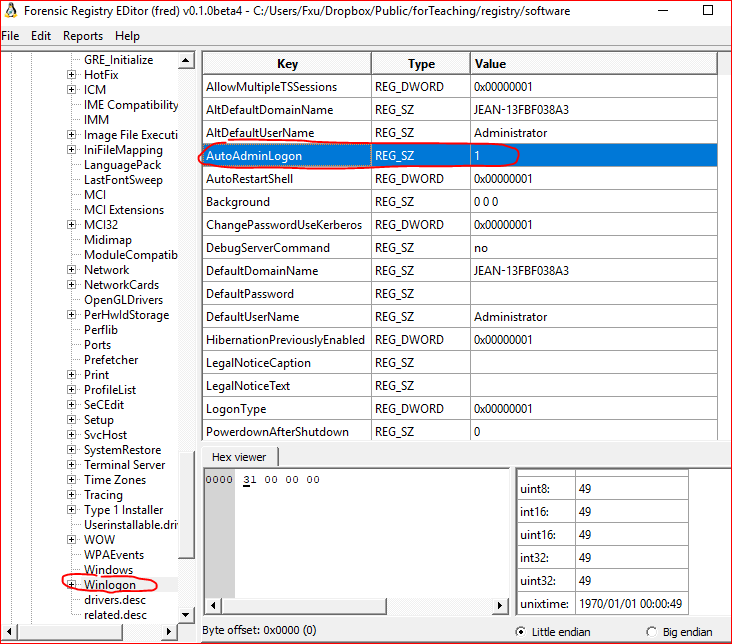 Forensic Registry EDitor (fred) v0.1.0beta4 - C:/Users/Fxu/Dropbox/Public/forTeaching/registry/software
File Edit Reports Help
GRE_Initialize
HotFix
ICM
IME Compatibility
IMM
Image File Executi
IniFileMapping
LanguagePack
LastFontSweep
MCI
MCI Extensions
MCI32
Midimap
ModuleCompatib
Network
NetworkCards
OpenGLDrivers
PerHwIdStorage
Perflib
Ports
Prefetcher
Print
ProfileList
SeCEdit
Setup
SvcHost
SystemRestore
Terminal Server
Time Zones
Tracing
Type 1 Installer
Userinstallable.dri
WOW
WPAEvents
Windows
Winlogon
drivers.desc
related.desc
Key Type Value
AllowMultipleTSSessions REG_DWORD 0x00000001
AltDefaultDomainName REG_SZ JEAN-13FBF038A3
AltDefaultUserName REG_SZ Administrator
AutoAdminLogon REG_SZ 1
AutoRestartShell REG_DWORD 0x00000001
Background REG_SZ 0 0 0
ChangePasswordUseKerberos REG_DWORD 0x00000001
DebugServerCommand REG_SZ no
DefaultDomainName REG_SZ JEAN-13FBF038A3
DefaultPassword REG_SZ
DefaultUserName REG_SZ Administrator
HibernationPreviouslyEnabled REG_DWORD 0x00000001
LegalNoticeCaption REG_SZ
LegalNoticeText REG_SZ
LogonType REG_DWORD 0x00000001
PowerdownAfterShutdown REG_SZ 0
Hex viewer
0000 31 00 00 00
uint8: 49
int16: 49
uint16: 49
int32: 49
uint32: 49
unixtime: 1970/01/01 00:00:49
Byte offset: 0x0000 (0)
Little endian Big endian